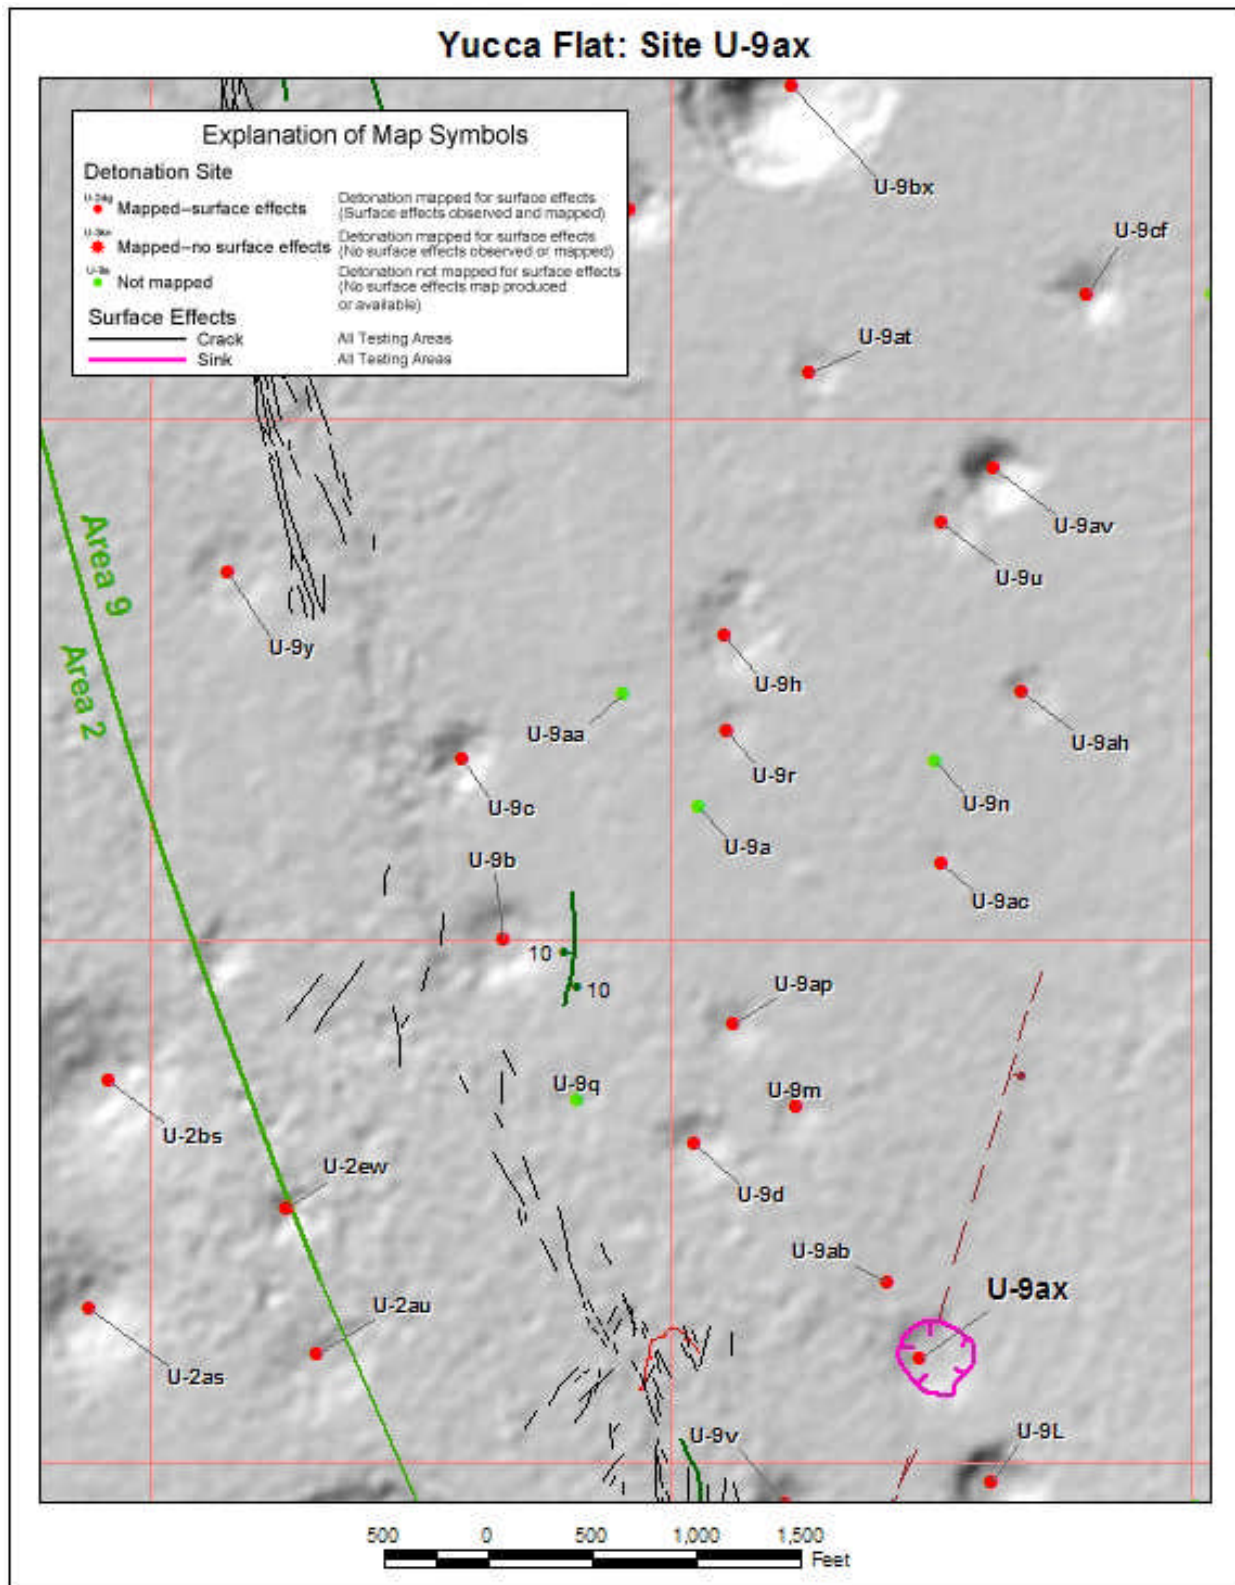 Yucca Flat: Site U-9ax
Explanation of Map Symbols
Detonation Site
Mapped–surface effects
Detonation mapped for surface effects
(Surface effects observed and mapped)
Mapped–no surface effects
Detonation mapped for surface effects
(No surface effects observed or mapped)
Not mapped
Detonation not mapped for surface effects
(No surface effects map produced
or available)
Surface Effects
Crack
All Testing Areas
Sink
All Testing Areas
U-9bx
U-9cf
U-9at
U-9av
U-9u
Area 9
Area 2
U-9y
U-9h
U-9aa
U-9ah
U-9r
U-9c
U-9n
U-9a
U-9b
U-9ac
10
10
U-9ap
U-9q
U-9m
U-2bs
U-2ew
U-9d
U-9ab
U-9ax
U-2au
U-2as
U-9v
U-9L
500 0 500 1,000 1,500
Feet